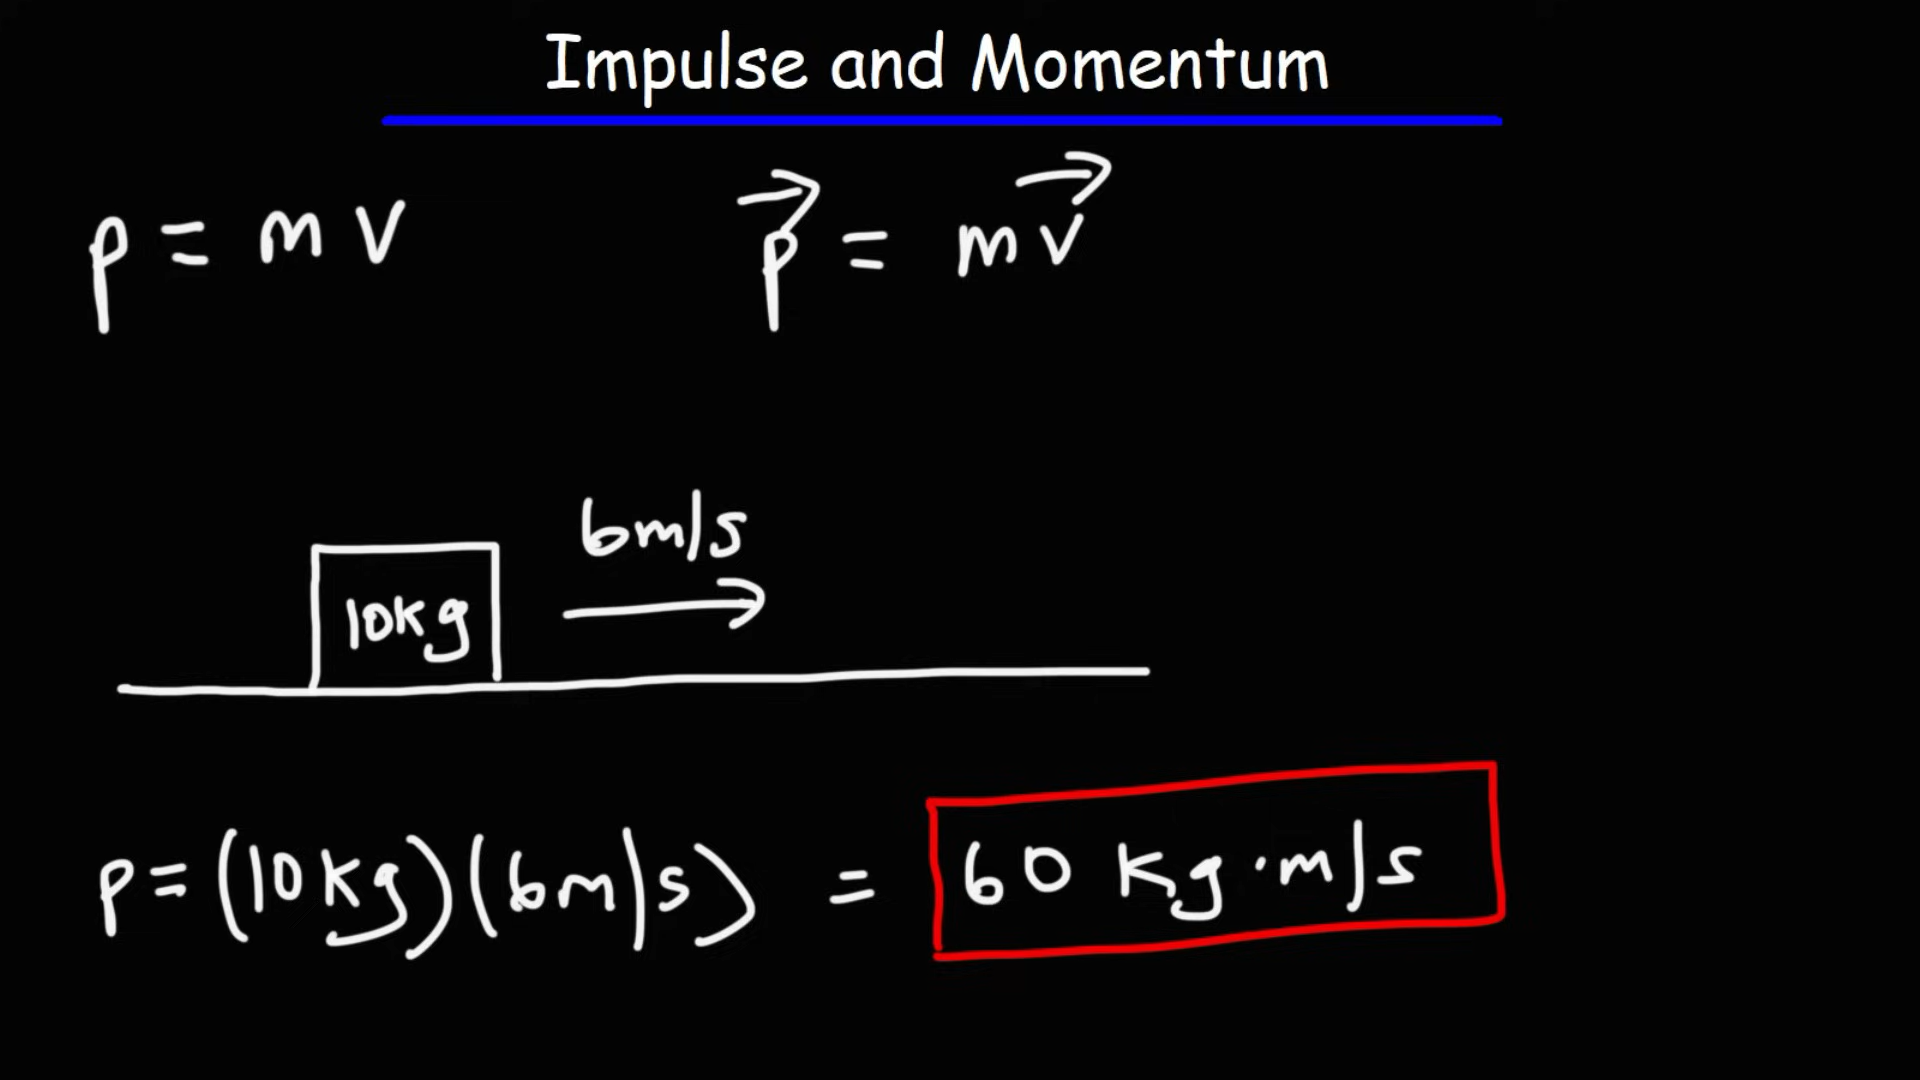 Impulse and Momentum
p = mv
p⃗ = mv⃗
6m/s
10kg
p = (10kg)(6m/s) = 60 kg·m/s